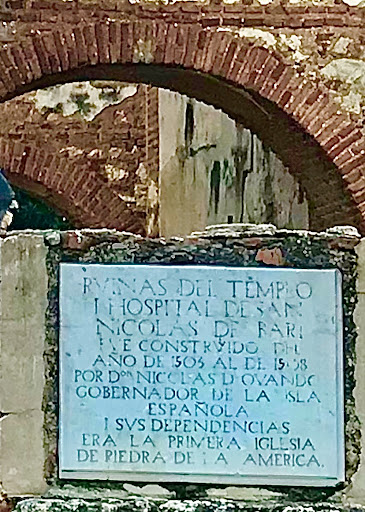 RVINAS DEL TEMPLO
I HOSPITAL DE SAN
NICOLAS DE BARI
FVE CONSTRVIDO DEL
AÑO DE 1503 AL DE 1508
POR Dⁿ NICOLAS D'OVANDO
GOBERNADOR DE LA ISLA
ESPAÑOLA
I SVS DEPENDENCIAS
ERA LA PRIMERA IGLESIA
DE PIEDRA DE LA AMERICA.